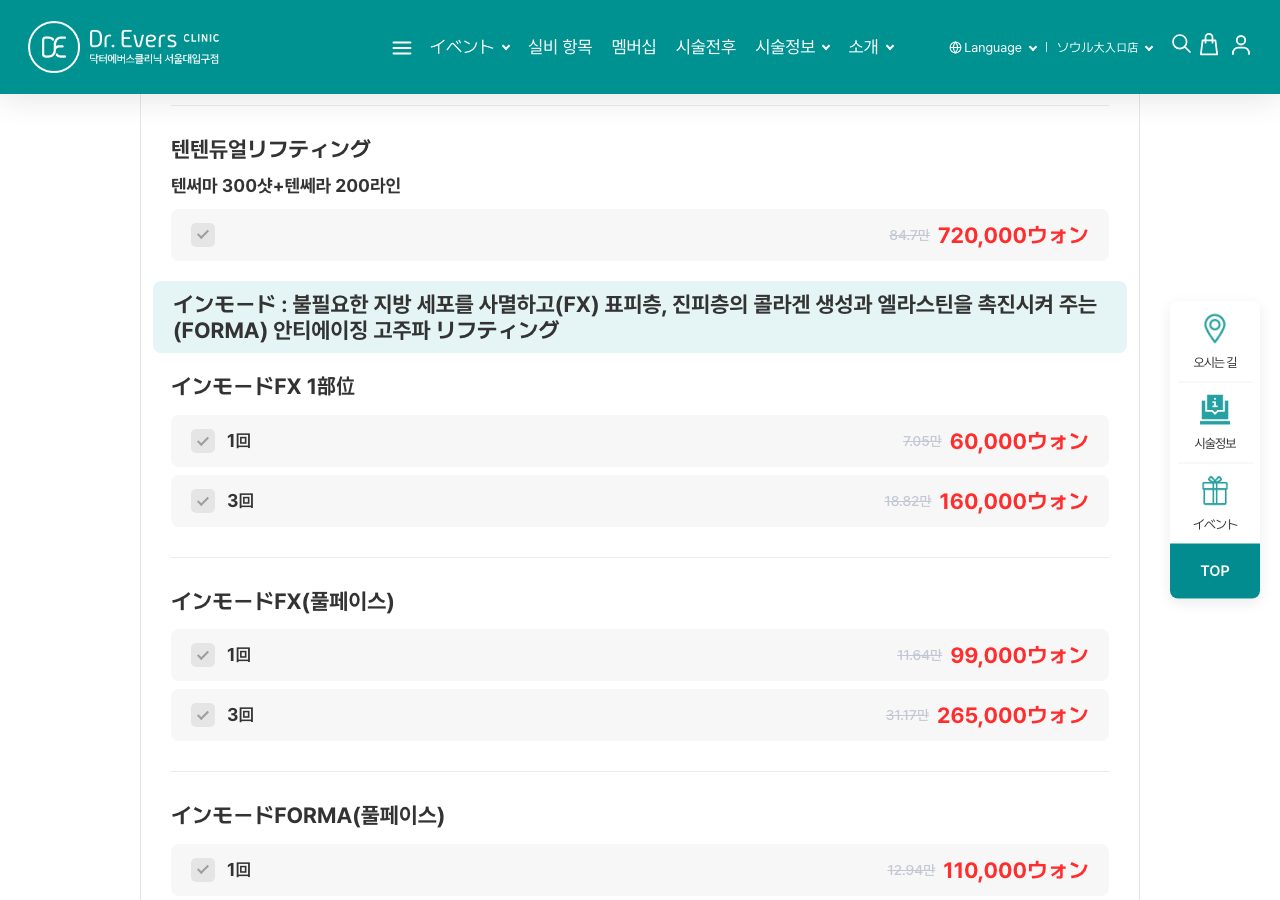 DE Dr. Evers CLINIC
닥터에버스클리닉 서울대입구점
イベント 실비 항목 멤버십 시술전후 시술정보 소개
Language | ソウル大入口店
텐텐듀얼リフティング
텐써마 300샷+텐쎄라 200라인
84.7만 720,000ウォン
インモード : 불필요한 지방 세포를 사멸하고(FX) 표피층, 진피층의 콜라겐 생성과 엘라스틴을 촉진시켜 주는
(FORMA) 안티에이징 고주파 リフティング
インモードFX 1部位
1回 7.05만 60,000ウォン
3回 18.82만 160,000ウォン
インモードFX(풀페이스)
1回 11.64만 99,000ウォン
3回 31.17만 265,000ウォン
インモードFORMA(풀페이스)
1回 12.94만 110,000ウォン
오시는 길
시술정보
イベント
TOP